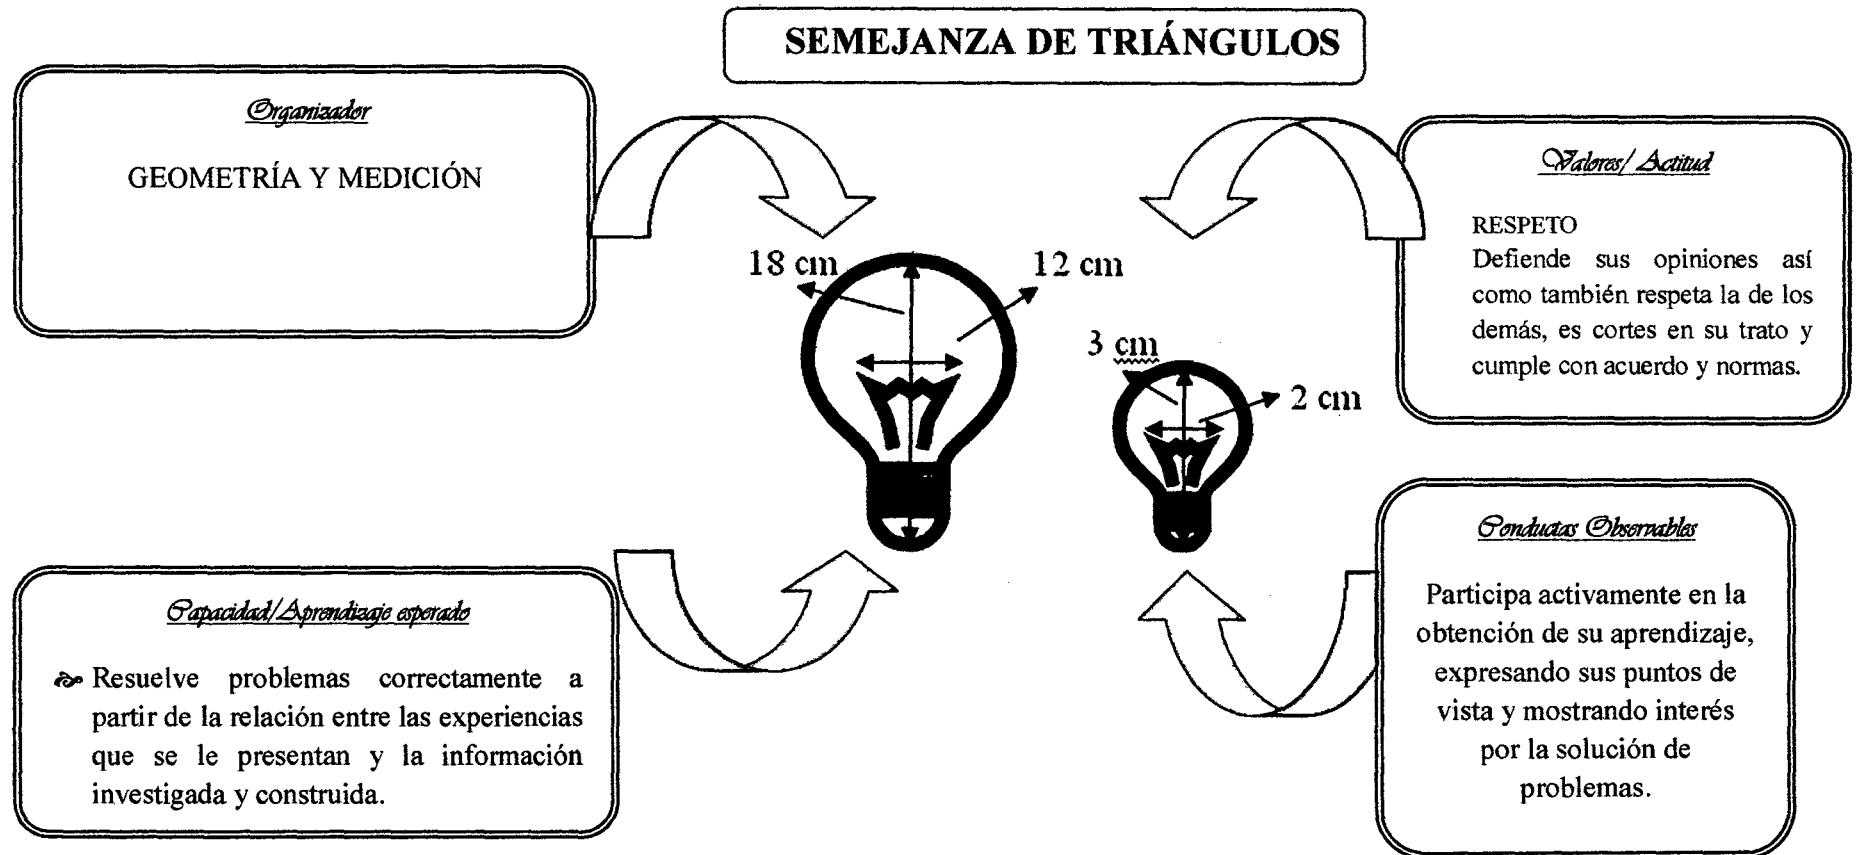 SEMEJANZA DE TRIÁNGULOS
Organizador
GEOMETRÍA Y MEDICIÓN
Valores/ Actitud
RESPETO
Defiende sus opiniones así
como también respeta la de los
demás, es cortes en su trato y
cumple con acuerdo y normas.
18 cm
12 cm
3 cm
2 cm
Capacidad/Aprendizaje esperado
Resuelve problemas correctamente a
partir de la relación entre las experiencias
que se le presentan y la información
investigada y construida.
Conductas Observables
Participa activamente en la
obtención de su aprendizaje,
expresando sus puntos de
vista y mostrando interés
por la solución de
problemas.